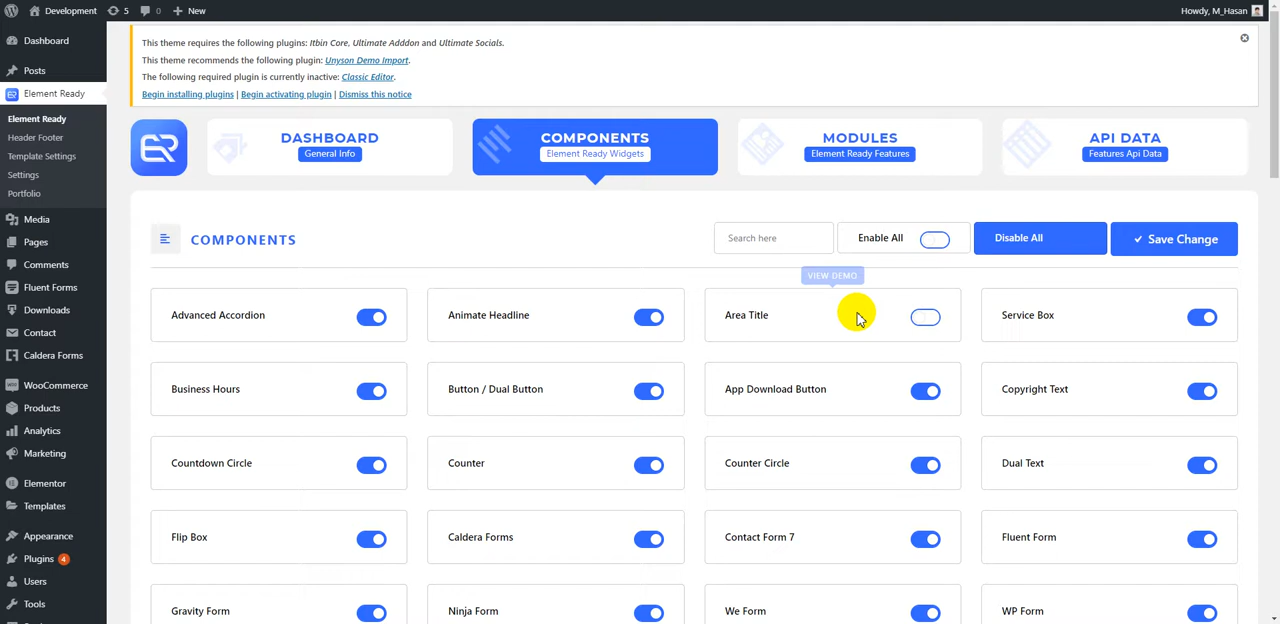 Development
5
0
New
Howdy, M_Hasan
Dashboard
Posts
Element Ready
Element Ready
Header Footer
Template Settings
Settings
Portfolio
Media
Pages
Comments
Fluent Forms
Downloads
Contact
Caldera Forms
WooCommerce
Products
Analytics
Marketing
Elementor
Templates
Appearance
Plugins 4
Users
Tools
This theme requires the following plugins: Itbin Core, Ultimate Adddon and Ultimate Socials.
This theme recommends the following plugin: Unyson Demo Import.
The following required plugin is currently inactive: Classic Editor.
Begin installing plugins | Begin activating plugin | Dismiss this notice
ER
DASHBOARD
General Info
COMPONENTS
Element Ready Widgets
MODULES
Element Ready Features
API DATA
Features Api Data
COMPONENTS
Search here
Enable All
Disable All
✓ Save Change
VIEW DEMO
Advanced Accordion
Animate Headline
Area Title
Service Box
Business Hours
Button / Dual Button
App Download Button
Copyright Text
Countdown Circle
Counter
Counter Circle
Dual Text
Flip Box
Caldera Forms
Contact Form 7
Fluent Form
Gravity Form
Ninja Form
We Form
WP Form